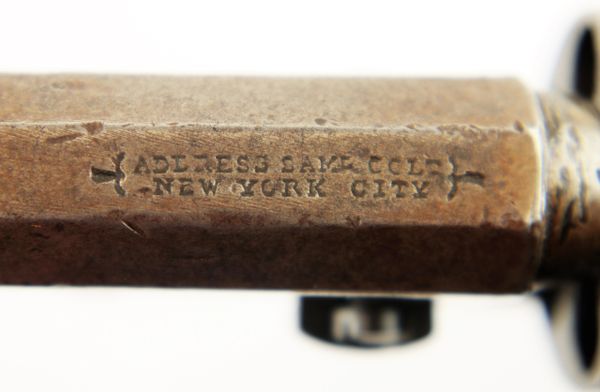 ADDRESS SAML COLT
NEW YORK CITY